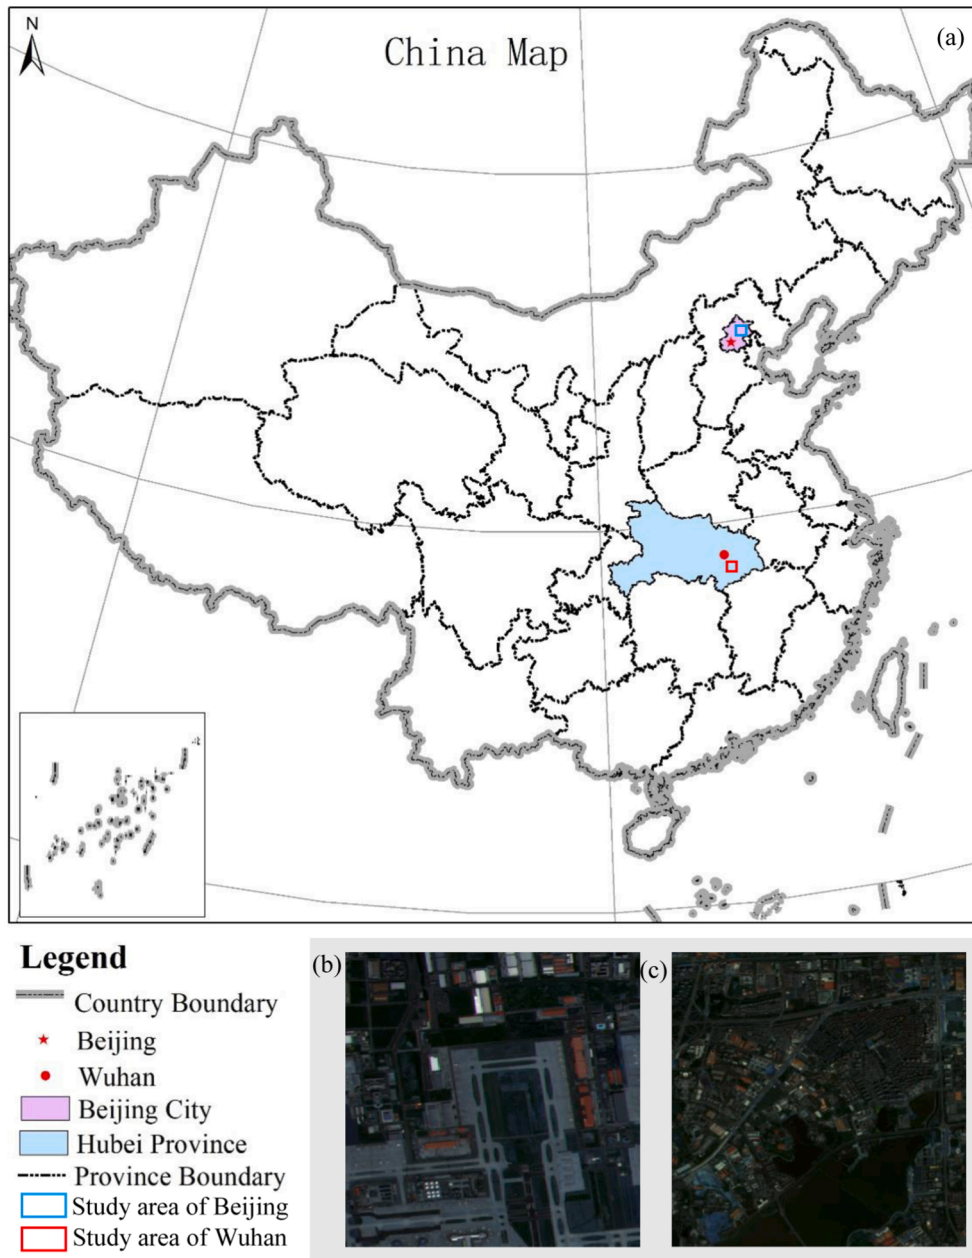 (a)
N
China Map
Legend
Country Boundary
Beijing
Wuhan
Beijing City
Hubei Province
Province Boundary
Study area of Beijing
Study area of Wuhan
(b)
(c)